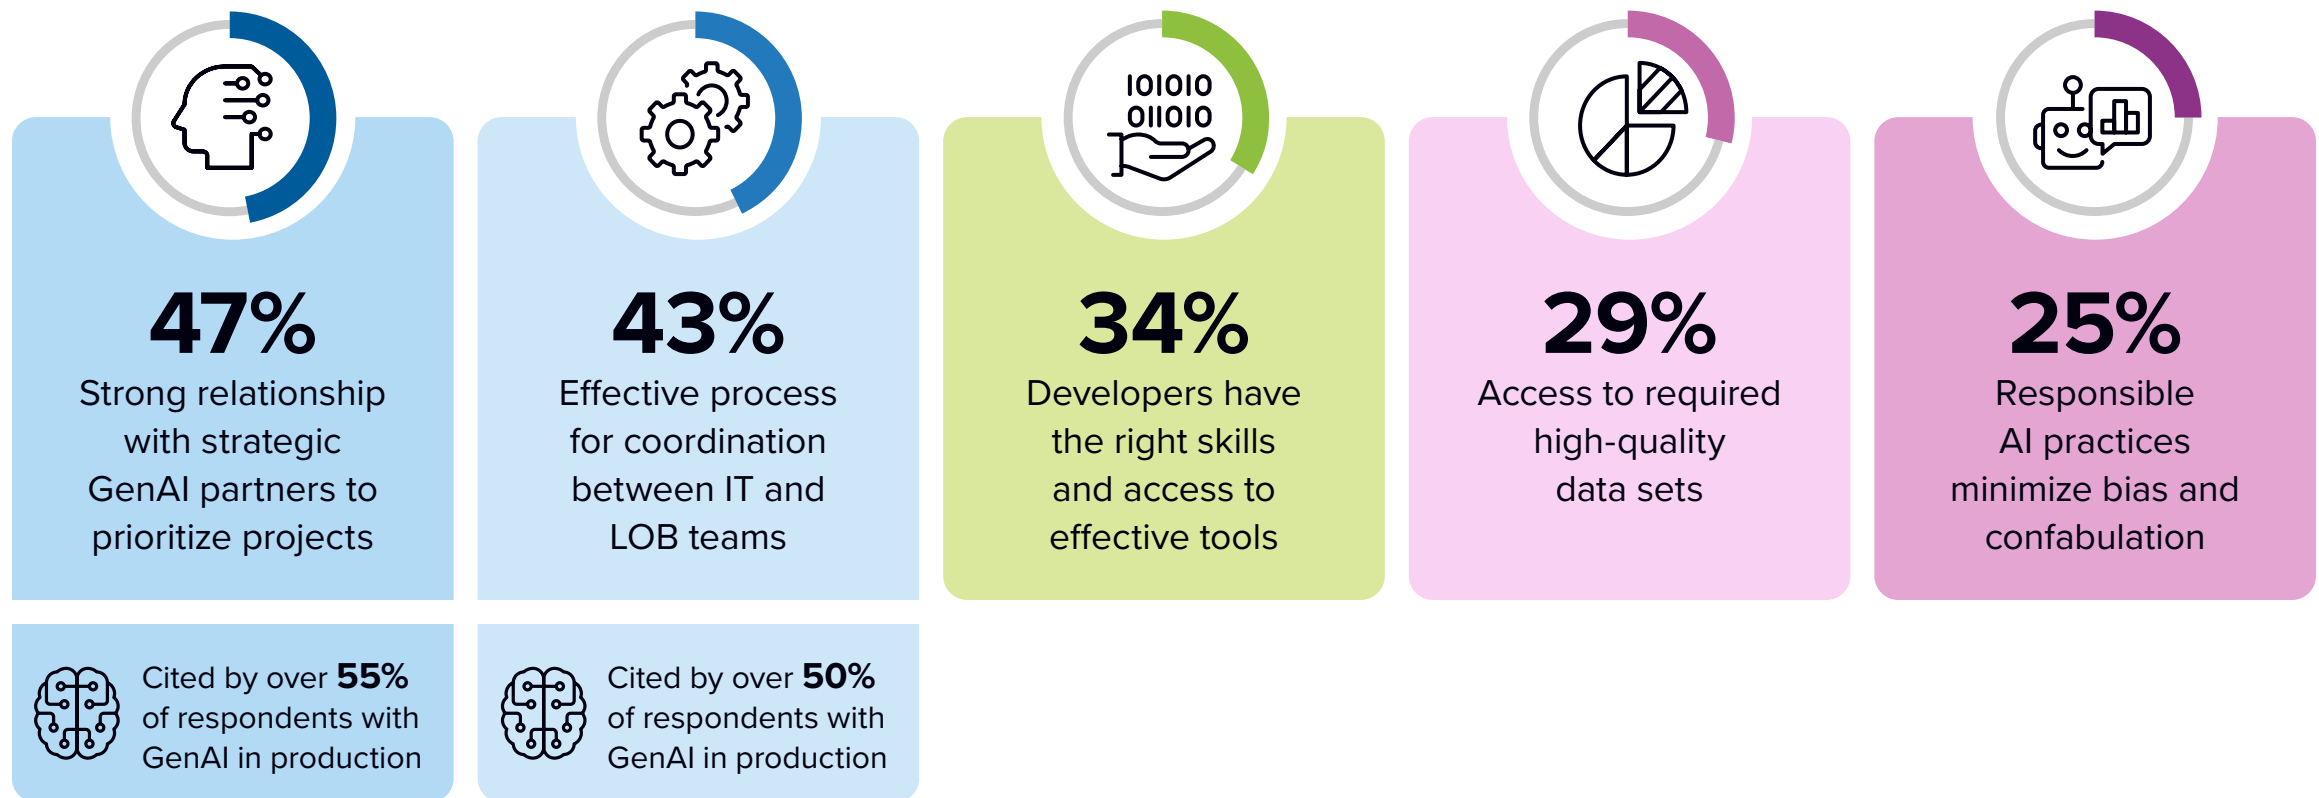 47%
Strong relationship
with strategic
GenAI partners to
prioritize projects
Cited by over 55%
of respondents with
GenAI in production
43%
Effective process
for coordination
between IT and
LOB teams
Cited by over 50%
of respondents with
GenAI in production
101010
011010
34%
Developers have
the right skills
and access to
effective tools
29%
Access to required
high-quality
data sets
25%
Responsible
AI practices
minimize bias and
confabulation